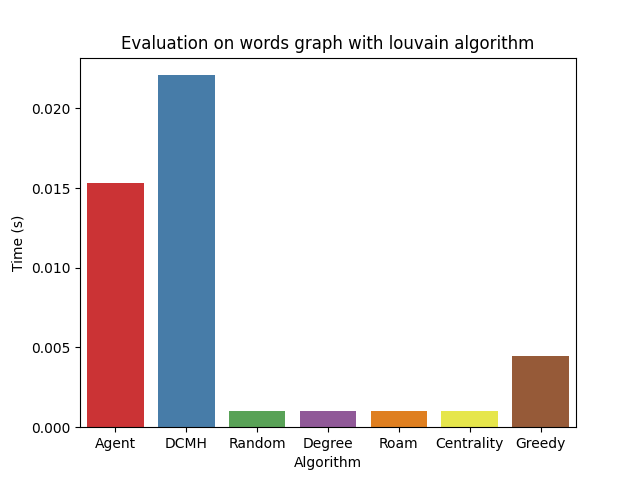 Evaluation on words graph with louvain algorithm
Time (s)
0.020
0.015
0.010
0.005
0.000
Agent DCMH Random Degree Roam Centrality Greedy
Algorithm